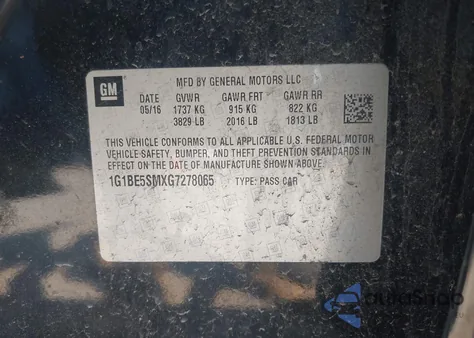 GM
MFD BY GENERAL MOTORS LLC
DATE GVWR GAWR FRT GAWR RR
05/16 1737 KG 915 KG 822 KG
3829 LB 2016 LB 1813 LB
THIS VEHICLE CONFORMS TO ALL APPLICABLE U.S. FEDERAL MOTOR
VEHICLE SAFETY, BUMPER, AND THEFT PREVENTION STANDARDS IN
EFFECT ON THE DATE OF MANUFACTURE SHOWN ABOVE.
1G1BE5SMXG7278065 TYPE: PASS CAR